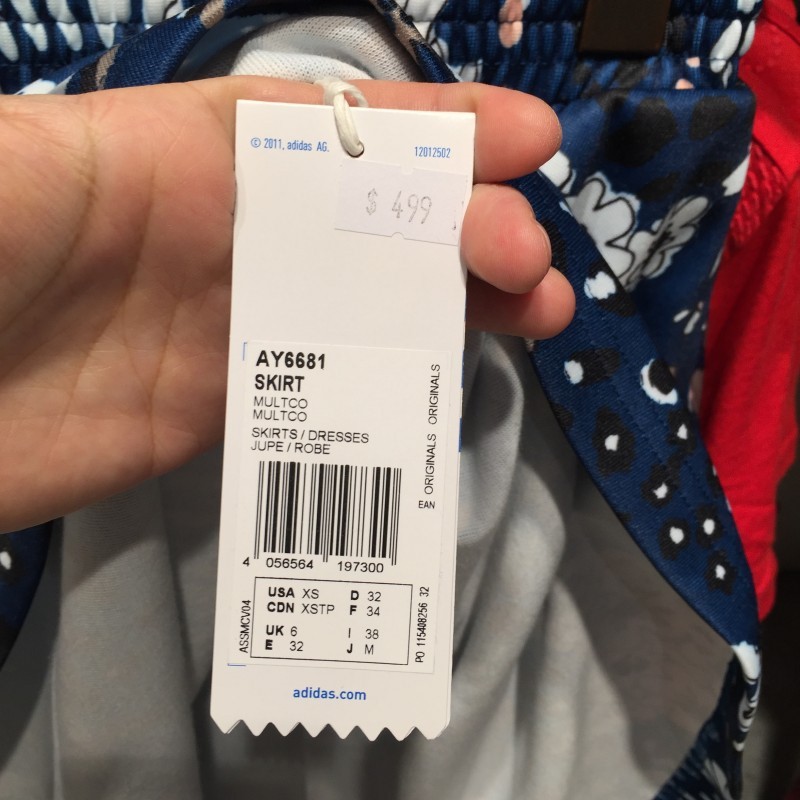 © 2011, adidas AG.
12012502
$ 499
AY6681
SKIRT
MULTCO
MULTCO
SKIRTS / DRESSES
JUPE / ROBE
ORIGINALS ORIGINALS
EAN
4 056564 197300
USA XS D 32
CDN XSTP F 34
UK 6 I 38
E 32 J M
ASSMCV04
PO 115408256 32
adidas.com